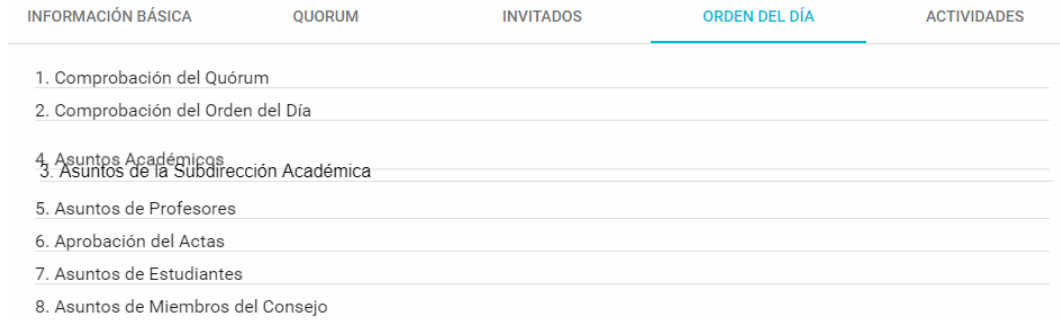 INFORMACIÓN BÁSICA QUORUM INVITADOS ORDEN DEL DÍA ACTIVIDADES
1. Comprobación del Quórum
2. Comprobación del Orden del Día
4. Asuntos Académicos
3. Asuntos de la Subdirección Académica
5. Asuntos de Profesores
6. Aprobación del Actas
7. Asuntos de Estudiantes
8. Asuntos de Miembros del Consejo